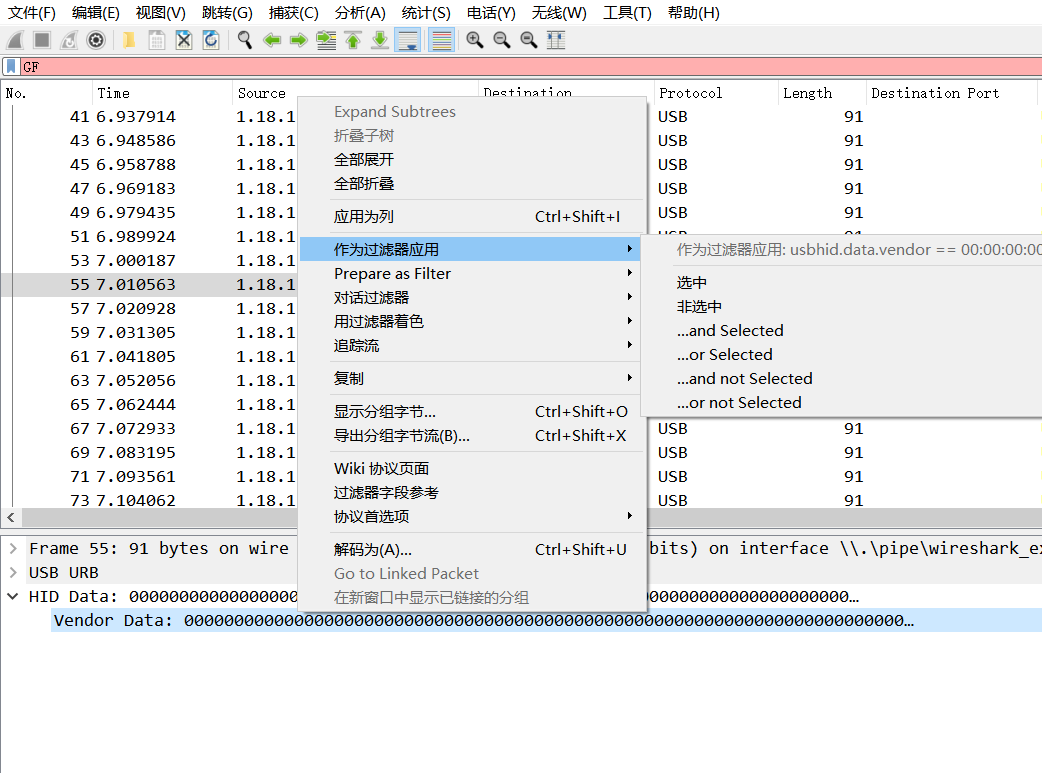 文件(F) 编辑(E) 视图(V) 跳转(G) 捕获(C) 分析(A) 统计(S) 电话(Y) 无线(W) 工具(T) 帮助(H)
GF
No. Time Source Destination Protocol Length Destination Port
41 6.937914 1.18.1 USB 91
43 6.948586 1.18.1 USB 91
45 6.958788 1.18.1 USB 91
47 6.969183 1.18.1 USB 91
49 6.979435 1.18.1 USB 91
51 6.989924 1.18.1
53 7.000187 1.18.1
55 7.010563 1.18.1
57 7.020928 1.18.1
59 7.031305 1.18.1
61 7.041805 1.18.1
63 7.052056 1.18.1
65 7.062444 1.18.1
67 7.072933 1.18.1 USB 91
69 7.083195 1.18.1 USB 91
71 7.093561 1.18.1 USB 91
73 7.104062 1.18.1 USB 91
Expand Subtrees
折叠子树
全部展开
全部折叠
应用为列 Ctrl+Shift+I
作为过滤器应用
Prepare as Filter
对话过滤器
用过滤器着色
追踪流
复制
显示分组字节... Ctrl+Shift+O
导出分组字节流(B)... Ctrl+Shift+X
Wiki 协议页面
过滤器字段参考
协议首选项
解码为(A)... Ctrl+Shift+U
Go to Linked Packet
在新窗口中显示已链接的分组
作为过滤器应用: usbhid.data.vendor == 00:00:00:00
选中
非选中
...and Selected
...or Selected
...and not Selected
...or not Selected
Frame 55: 91 bytes on wire bits) on interface \\.\pipe\wireshark_ex
USB URB
HID Data: 00000000000000000 00000000000000000000…
Vendor Data: 000000000000000000000000000000000000000000000000000000000000000000000000…